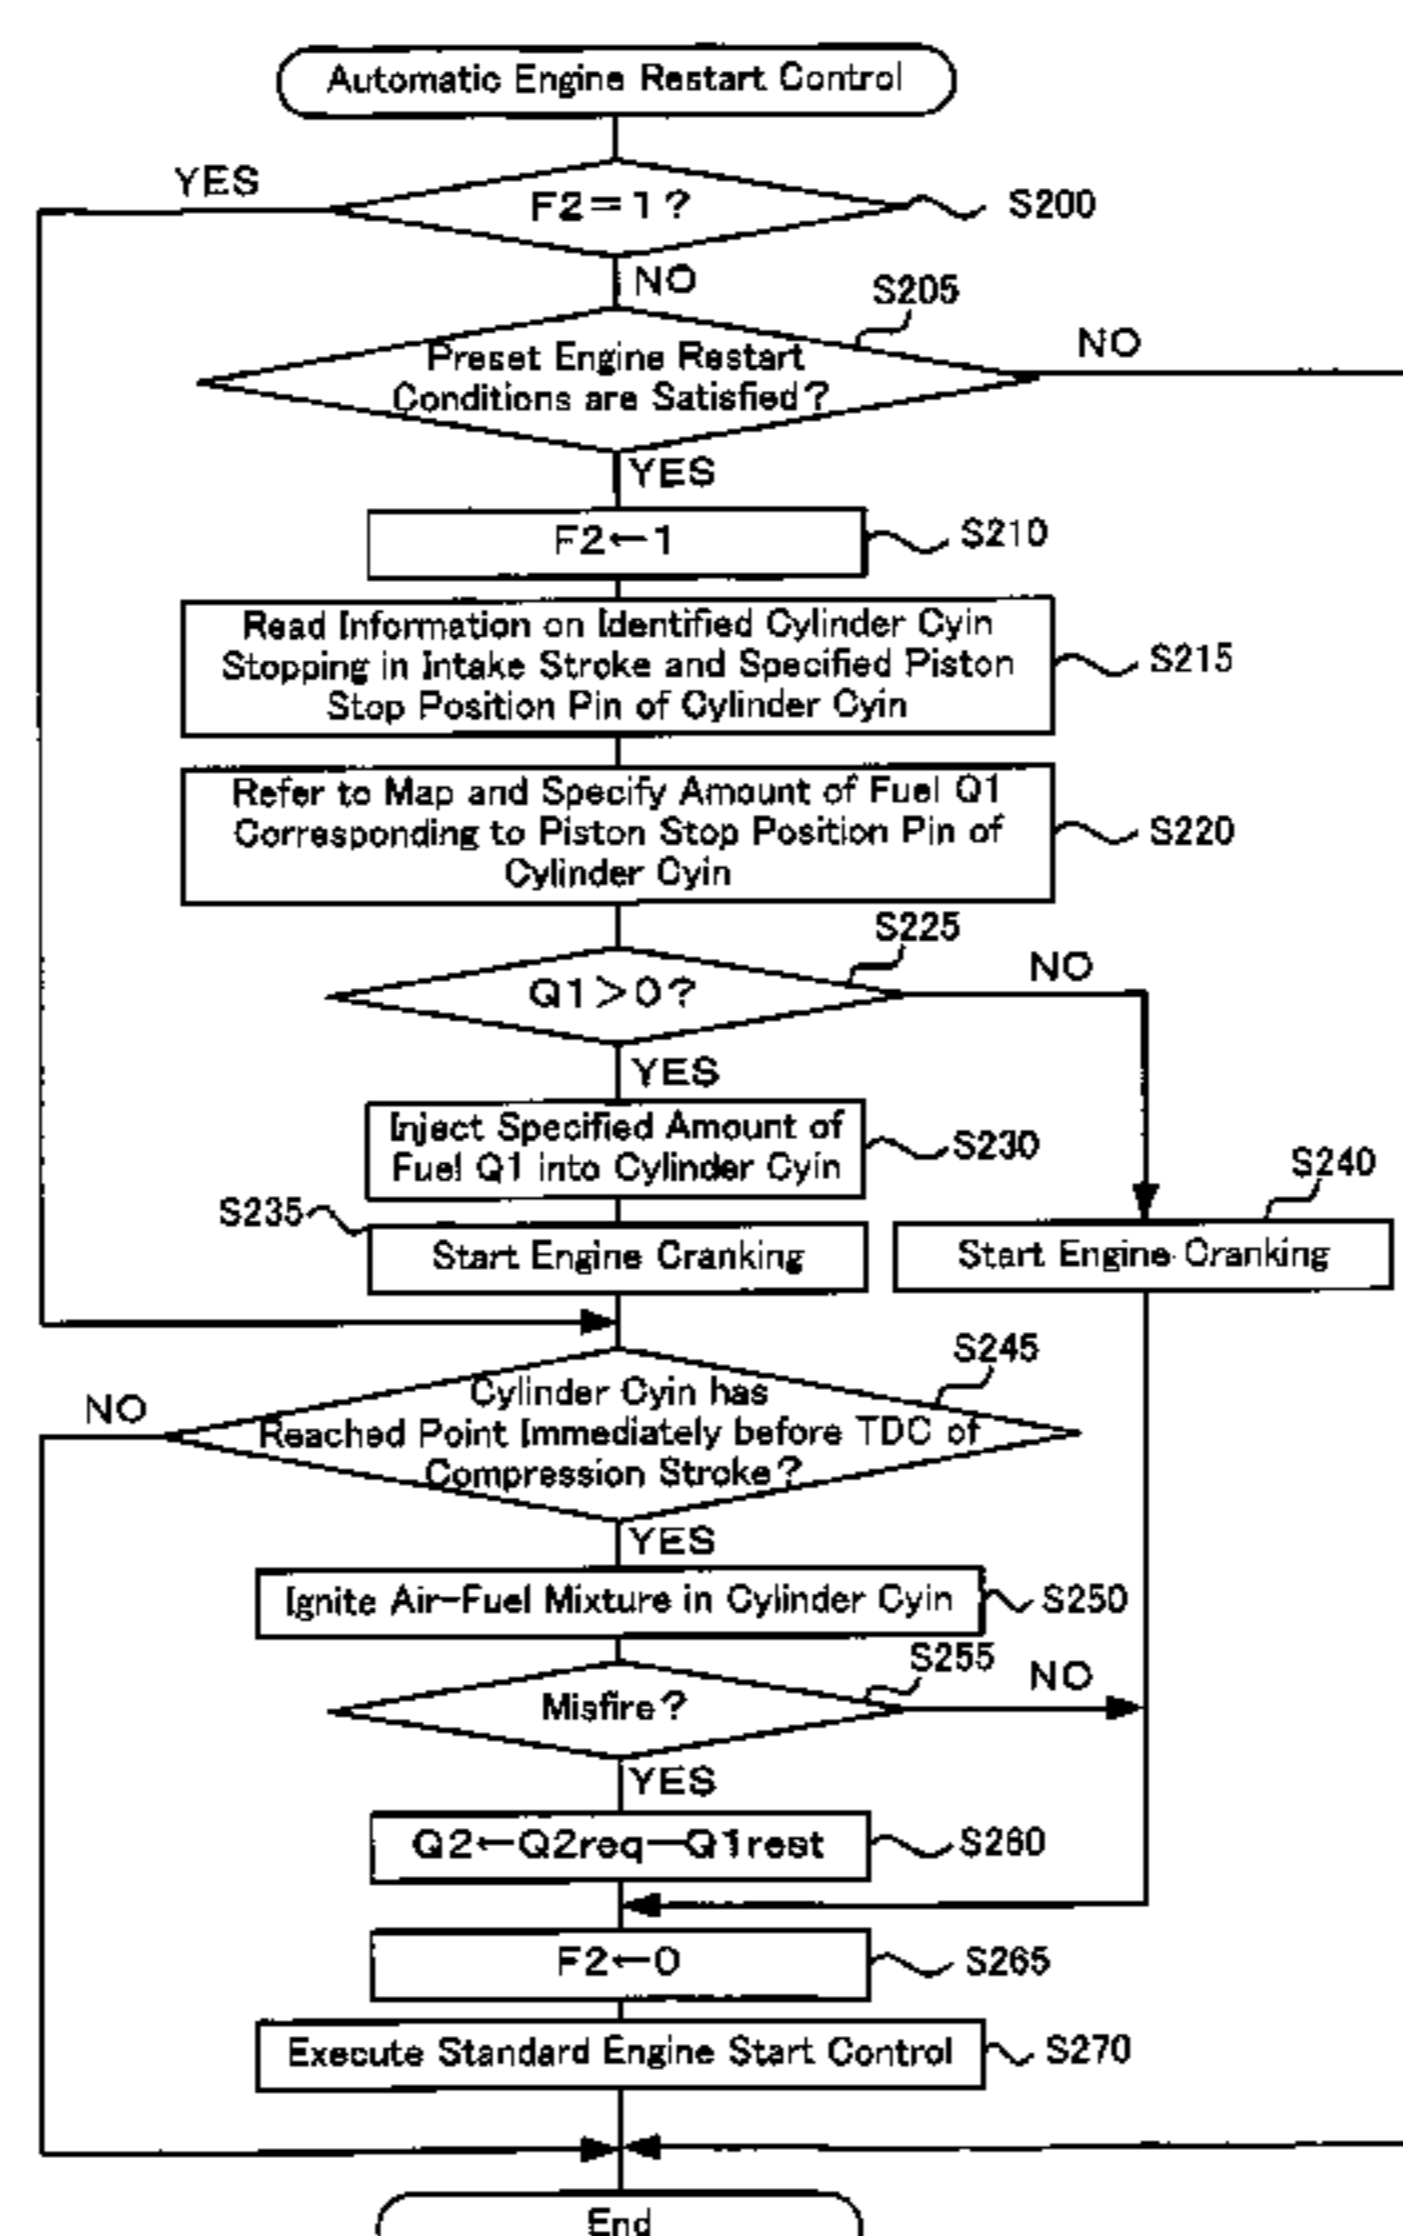 Automatic Engine Restart Control
YES
F2=1?
S200
NO
S205
Preset Engine Restart
Conditions are Satisfied?
NO
YES
F2←1
S210
Read Information on Identified Cylinder Cyin
Stopping in Intake Stroke and Specified Piston
Stop Position Pin of Cylinder Cyin
S215
Refer to Map and Specify Amount of Fuel Q1
Corresponding to Piston Stop Position Pin of
Cylinder Cyin
S220
S225
Q1>0?
NO
YES
Inject Specified Amount of
Fuel Q1 into Cylinder Cyin
S230
S240
S235
Start Engine Cranking
Start Engine Cranking
S245
NO
Cylinder Cyin has
Reached Point Immediately before TDC of
Compression Stroke?
YES
Ignite Air-Fuel Mixture in Cylinder Cyin
S250
S255
Misfire?
NO
YES
Q2←Q2req−Q1rest
S260
F2←0
S265
Execute Standard Engine Start Control
S270
End